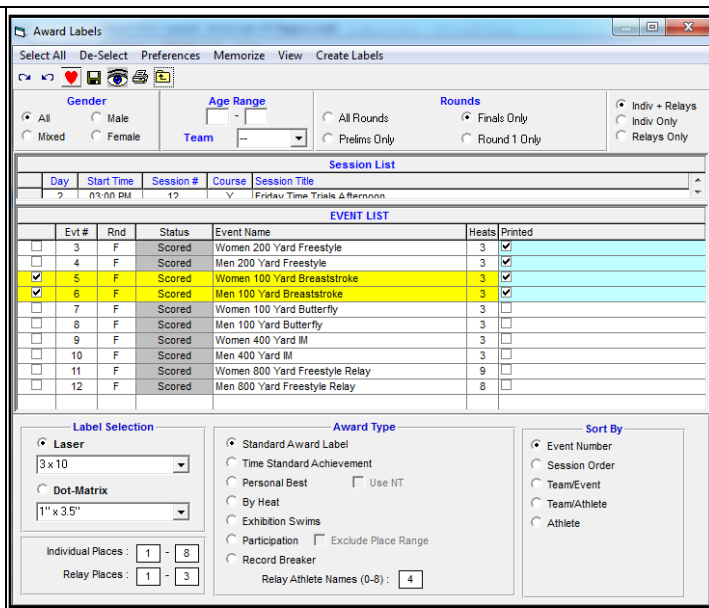 Award Labels
Select All De-Select Preferences Memorize View Create Labels
Gender
All Male
Mixed Female
Age Range
-
Team --
Rounds
All Rounds Finals Only
Prelims Only Round 1 Only
Indiv + Relays
Indiv Only
Relays Only
Session List
Day Start Time Session # Course Session Title
2 03:00 PM 12 Y Friday Time Trials Afternoon
EVENT LIST
Evt # Rnd Status Event Name Heats Printed
3 F Scored Women 200 Yard Freestyle 3
4 F Scored Men 200 Yard Freestyle 3
5 F Scored Women 100 Yard Breaststroke 3
6 F Scored Men 100 Yard Breaststroke 3
7 F Scored Women 100 Yard Butterfly 3
8 F Scored Men 100 Yard Butterfly 3
9 F Scored Women 400 Yard IM 3
10 F Scored Men 400 Yard IM 3
11 F Scored Women 800 Yard Freestyle Relay 9
12 F Scored Men 800 Yard Freestyle Relay 8
Label Selection
Laser
3 x 10
Dot-Matrix
1" x 3.5"
Individual Places : 1 - 8
Relay Places : 1 - 3
Award Type
Standard Award Label
Time Standard Achievement
Personal Best Use NT
By Heat
Exhibition Swims
Participation Exclude Place Range
Record Breaker
Relay Athlete Names (0-8) : 4
Sort By
Event Number
Session Order
Team/Event
Team/Athlete
Athlete